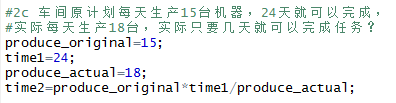 #2c 车间原计划每天生产15台机器，24天就可以完成，
#实际每天生产18台，实际只要几天就可以完成任务？
produce_original=15;
time1=24;
produce_actual=18;
time2=produce_original*time1/produce_actual;